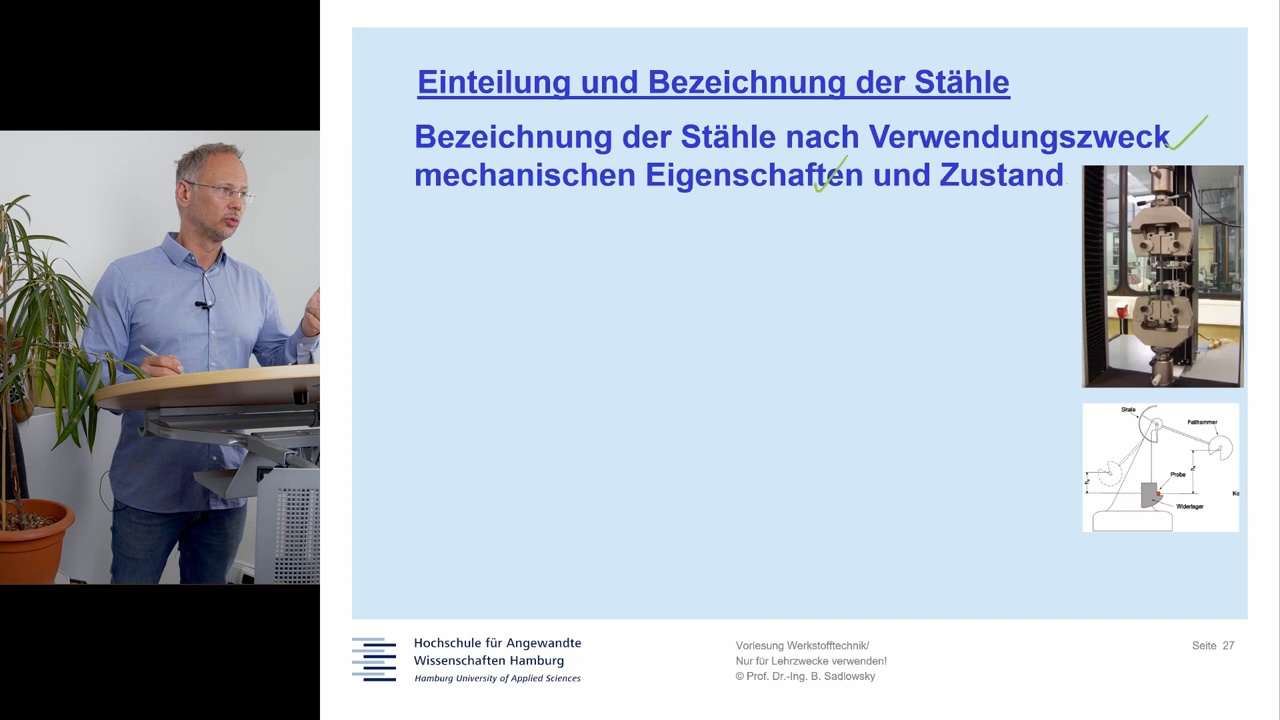 Einteilung und Bezeichnung der Stähle
Bezeichnung der Stähle nach Verwendungszweck
mechanischen Eigenschaften und Zustand
Skala
Fallhammer
Probe
Widerlager
Hochschule für Angewandte
Wissenschaften Hamburg
Hamburg University of Applied Sciences
Vorlesung Werkstofftechnik/
Nur für Lehrzwecke verwenden!
© Prof. Dr.-Ing. B. Sadlowsky
Seite 27